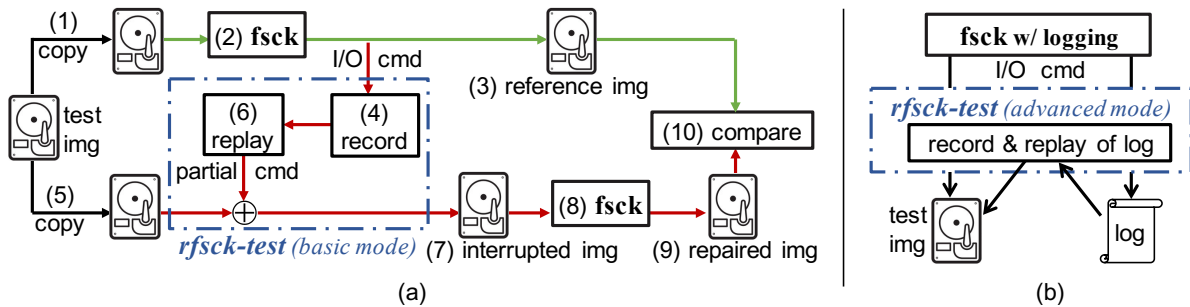 (1)
copy
(2) fsck
I/O cmd
(3) reference img
test
img
(6)
replay
(4)
record
(10) compare
partial cmd
(5)
copy
rfsck-test (basic mode)
(7) interrupted img
(8) fsck
(9) repaired img
(a)
fsck w/ logging
I/O cmd
rfsck-test (advanced mode)
record & replay of log
test
img
log
(b)